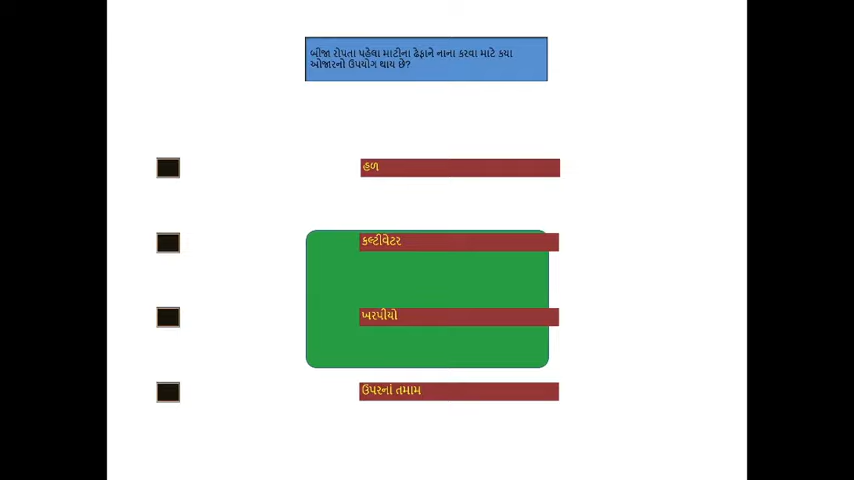 બીજા રોપતા પહેલા માટીના ઢેફાને નાના કરવા માટે કયા
ઓજારનો ઉપયોગ થાય છે?
હળ
કલ્ટીવેટર
ખરપીયો
ઉપરનાં તમામ